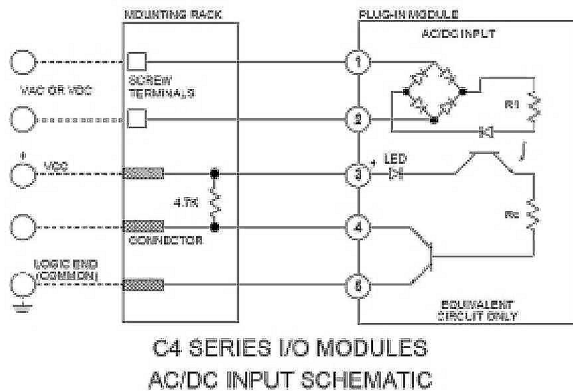 MOUNTING RACK
PLUG-IN MODULE
AC/DC INPUT
1
SCREW
TERMINALS
VAC OR VDC
R1
2
+
VCC
3
+
LED
4.7K
Rc
4
CONNECTOR
LOGIC END
(COMMON)
5
EQUIVALENT
CIRCUIT ONLY
C4 SERIES I/O MODULES
AC/DC INPUT SCHEMATIC